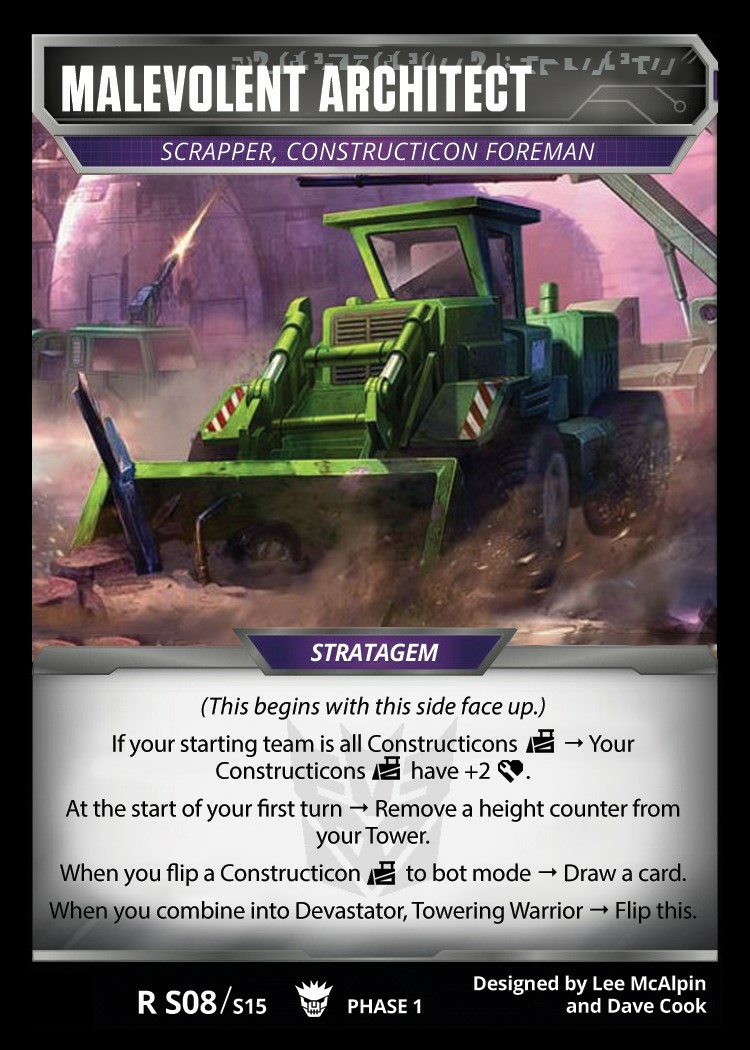 MALEVOLENT ARCHITECT
SCRAPPER, CONSTRUCTICON FOREMAN
STRATAGEM
(This begins with this side face up.)
If your starting team is all Constructicons → Your
Constructicons have +2 .
At the start of your first turn → Remove a height counter from
your Tower.
When you flip a Constructicon to bot mode → Draw a card.
When you combine into Devastator, Towering Warrior → Flip this.
R S08/S15 PHASE 1
Designed by Lee McAlpin
and Dave Cook